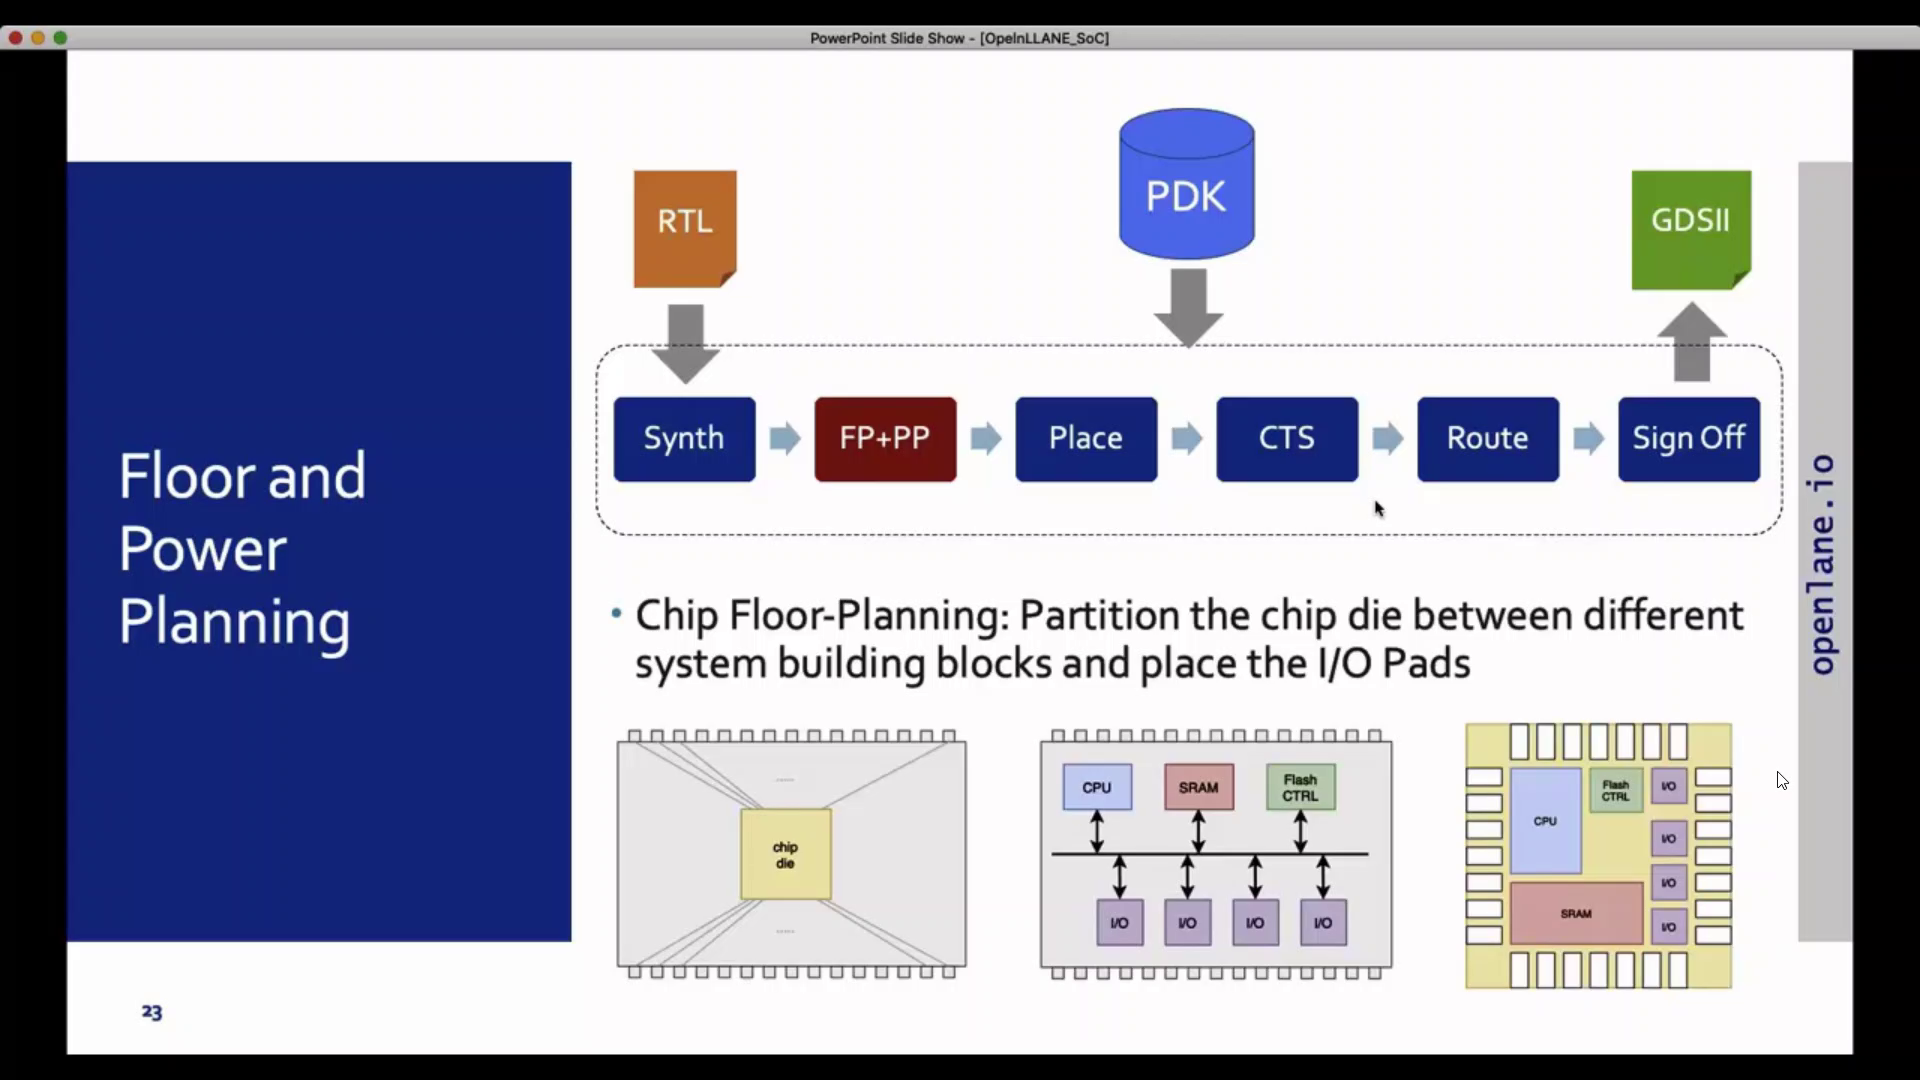 PowerPoint Slide Show - [OpeInLLANE_SoC]
Floor and
Power
Planning
23
RTL
PDK
GDSII
Synth
FP+PP
Place
CTS
Route
Sign Off
• Chip Floor-Planning: Partition the chip die between different
system building blocks and place the I/O Pads
chip
die
CPU
SRAM
Flash
CTRL
I/O
I/O
I/O
I/O
CPU
Flash
CTRL
I/O
I/O
I/O
I/O
SRAM
openlane.io